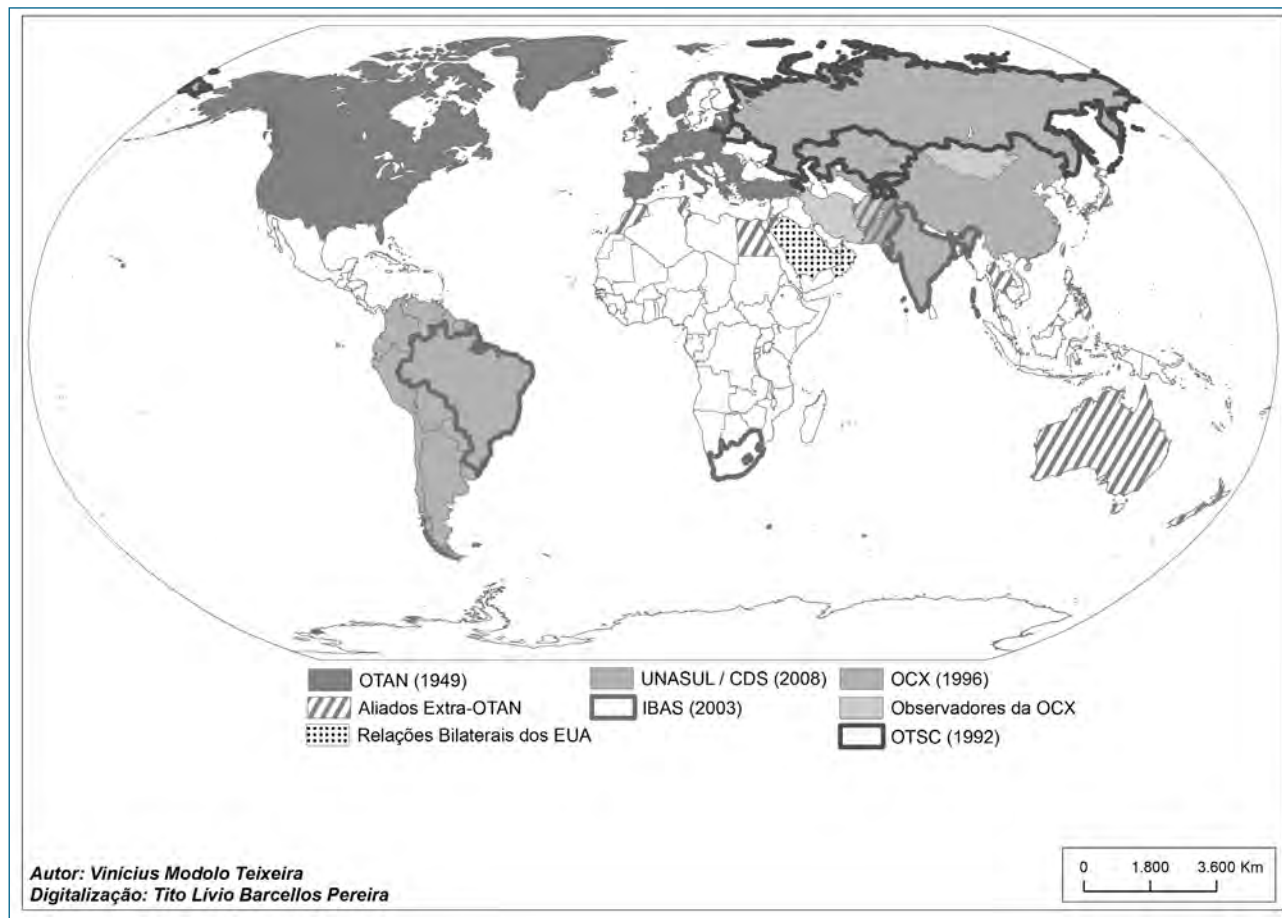 OTAN (1949)
Aliados Extra-OTAN
Relações Bilaterais dos EUA
UNASUL / CDS (2008)
IBAS (2003)
OCX (1996)
Observadores da OCX
OTSC (1992)
Autor: Vinícius Modolo Teixeira
Digitalização: Tito Lívio Barcellos Pereira
0 1.800 3.600 Km